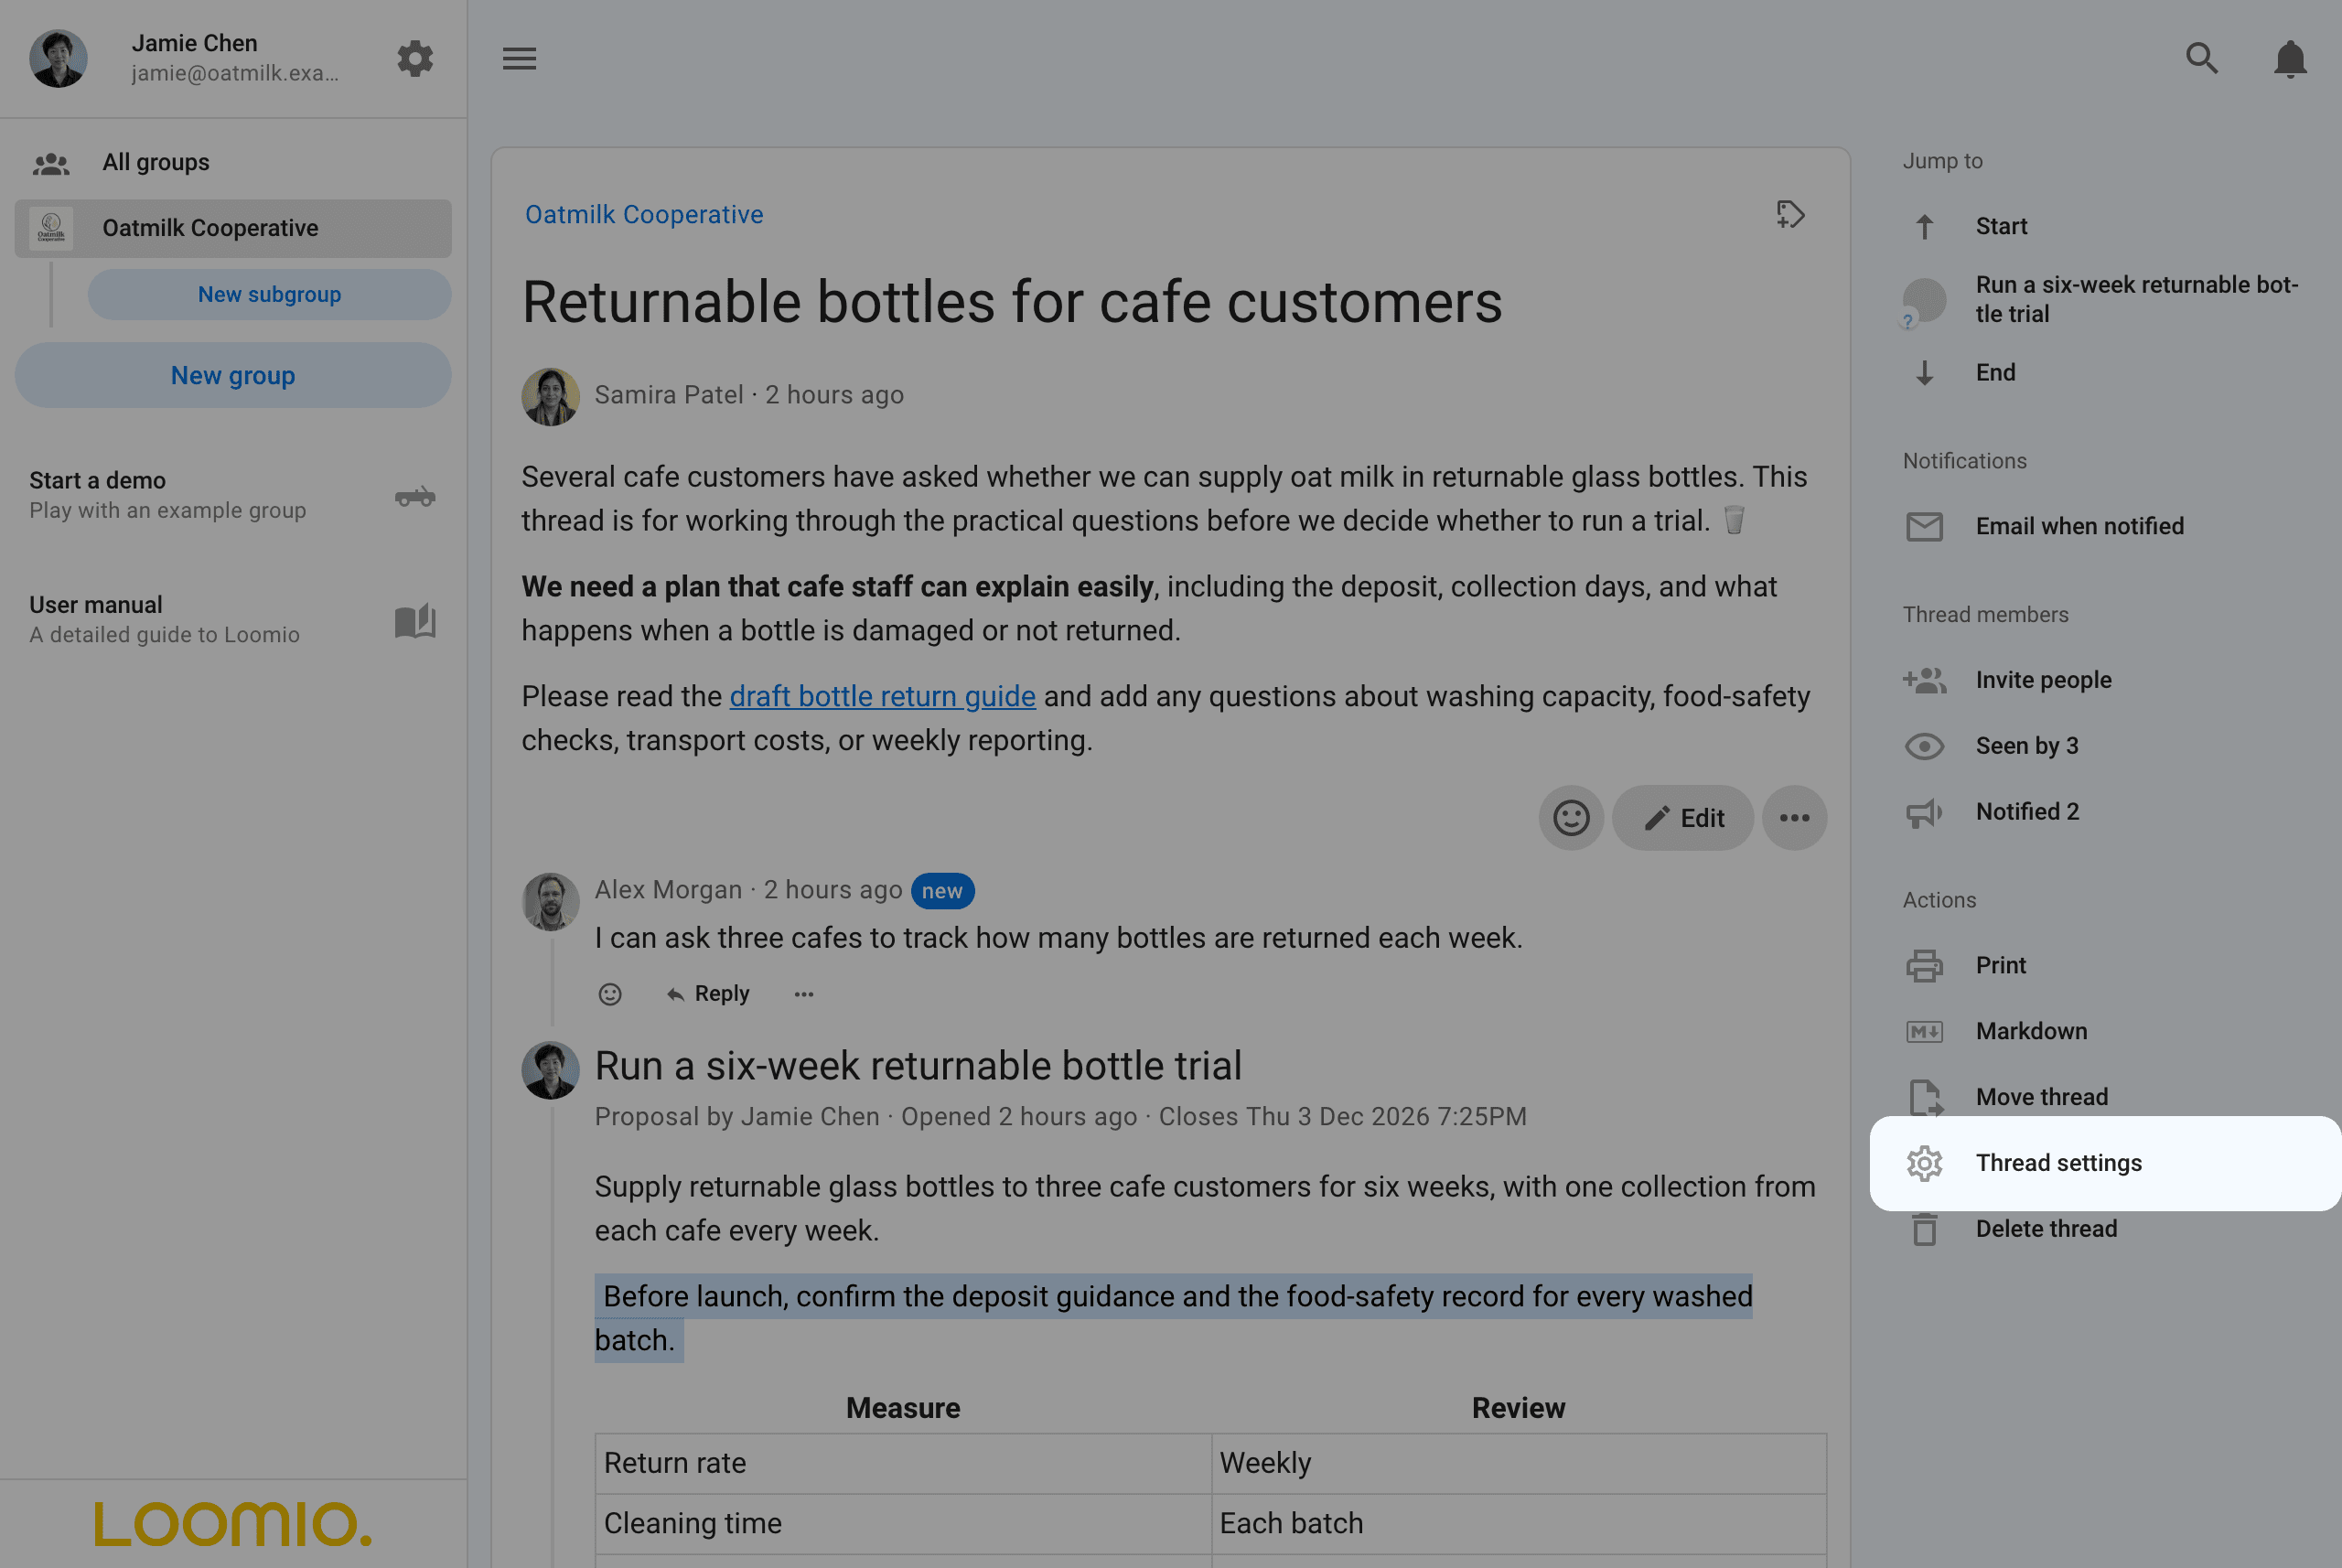 Jamie Chen
jamie@oatmilk.exa...
All groups
Oatmilk Cooperative
New subgroup
New group
Start a demo
Play with an example group
User manual
A detailed guide to Loomio
LOOMIO.
Oatmilk Cooperative
Returnable bottles for cafe customers
Samira Patel · 2 hours ago
Several cafe customers have asked whether we can supply oat milk in returnable glass bottles. This
thread is for working through the practical questions before we decide whether to run a trial. 🥛
We need a plan that cafe staff can explain easily, including the deposit, collection days, and what
happens when a bottle is damaged or not returned.
Please read the draft bottle return guide and add any questions about washing capacity, food-safety
checks, transport costs, or weekly reporting.
Edit
Alex Morgan · 2 hours ago new
I can ask three cafes to track how many bottles are returned each week.
Reply
Run a six-week returnable bottle trial
Proposal by Jamie Chen · Opened 2 hours ago · Closes Thu 3 Dec 2026 7:25PM
Supply returnable glass bottles to three cafe customers for six weeks, with one collection from
each cafe every week.
Before launch, confirm the deposit guidance and the food-safety record for every washed
batch.
Measure Review
Return rate Weekly
Cleaning time Each batch
Jump to
Start
Run a six-week returnable bot-
tle trial
?
End
Notifications
Email when notified
Thread members
Invite people
Seen by 3
Notified 2
Actions
Print
Markdown
Move thread
Thread settings
Delete thread